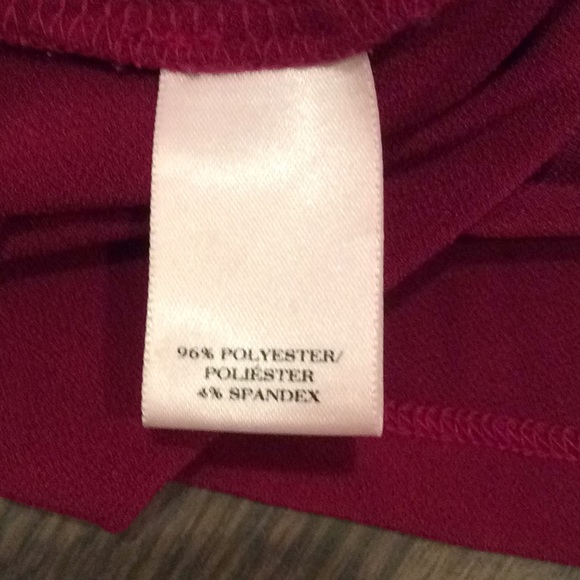 96% POLYESTER/
POLIÉSTER
4% SPANDEX